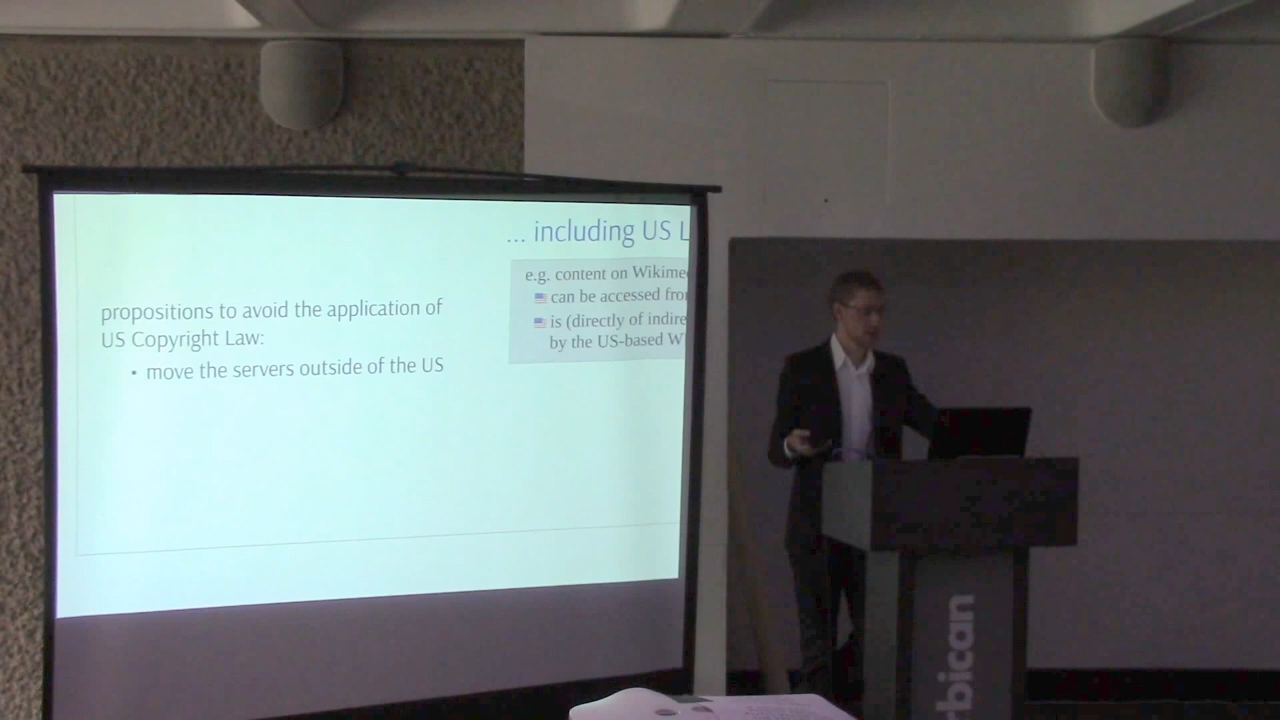 propositions to avoid the application of
US Copyright Law:
• move the servers outside of the US
... including US L
e.g. content on Wikime
can be accessed fro
is (directly of indire
by the US-based W
rbican